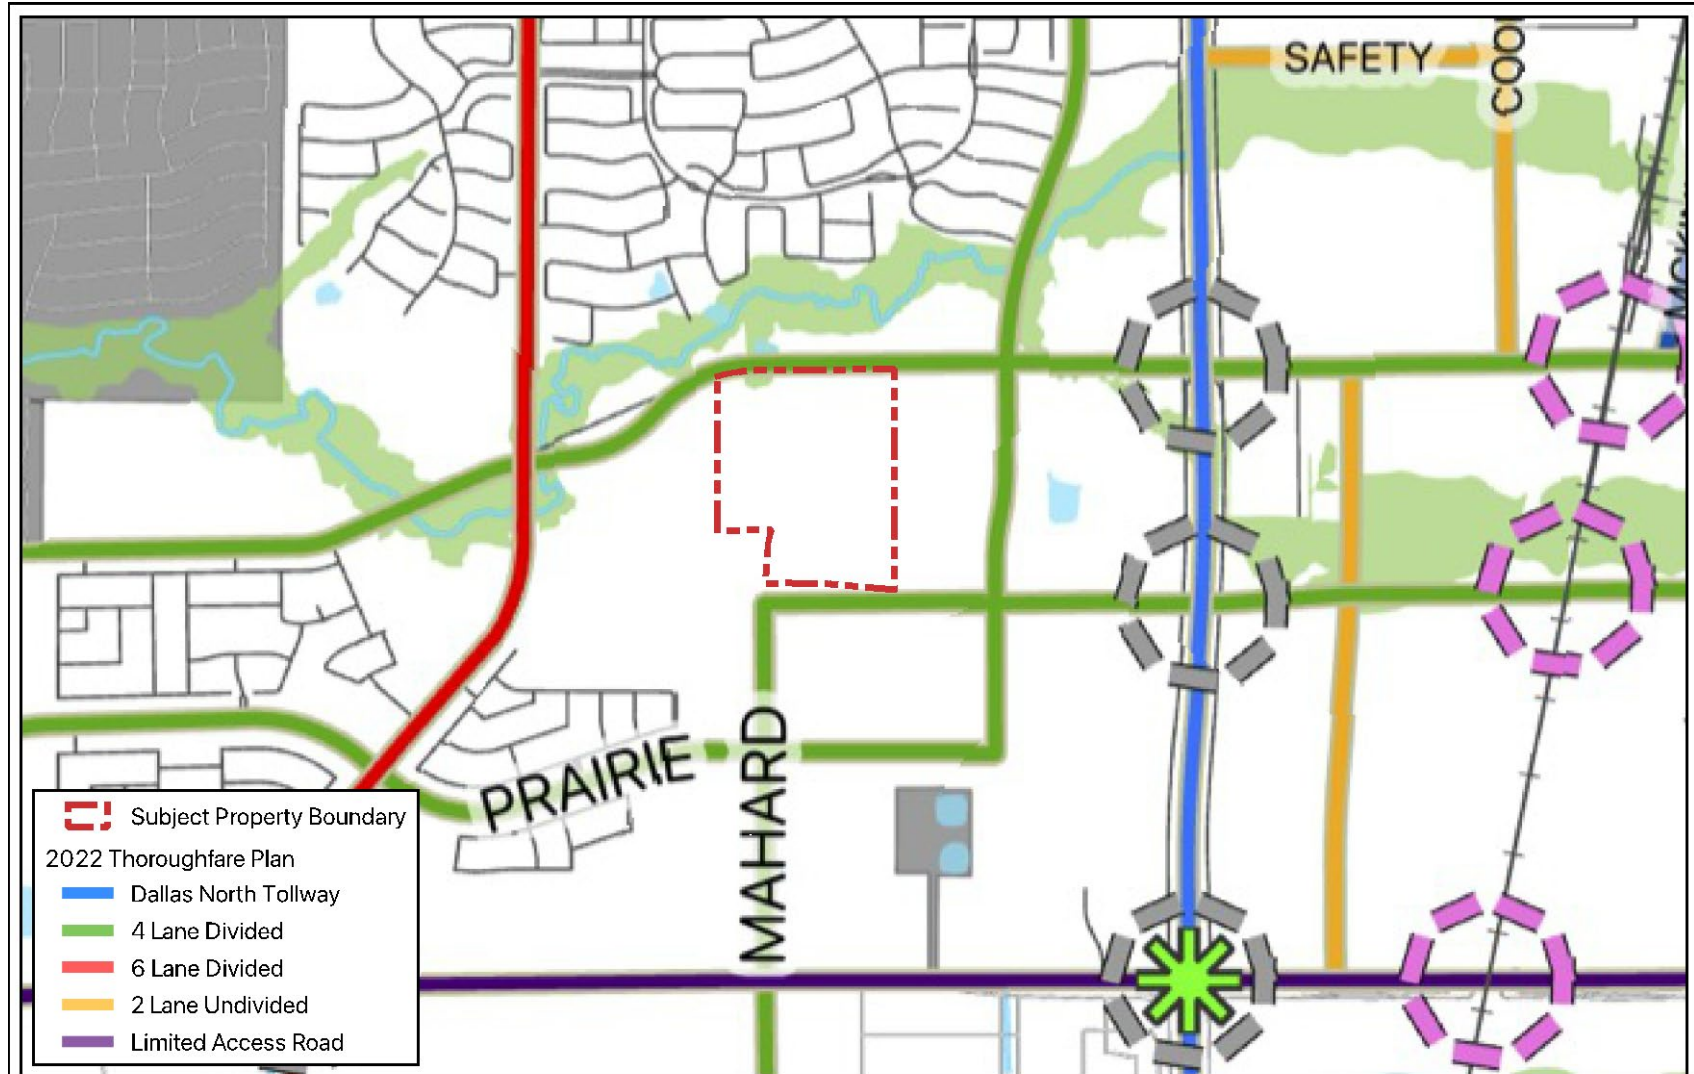 SAFETY
COO
MCKIN
PRAIRIE
MAHARD
Subject Property Boundary
2022 Thoroughfare Plan
Dallas North Tollway
4 Lane Divided
6 Lane Divided
2 Lane Undivided
Limited Access Road